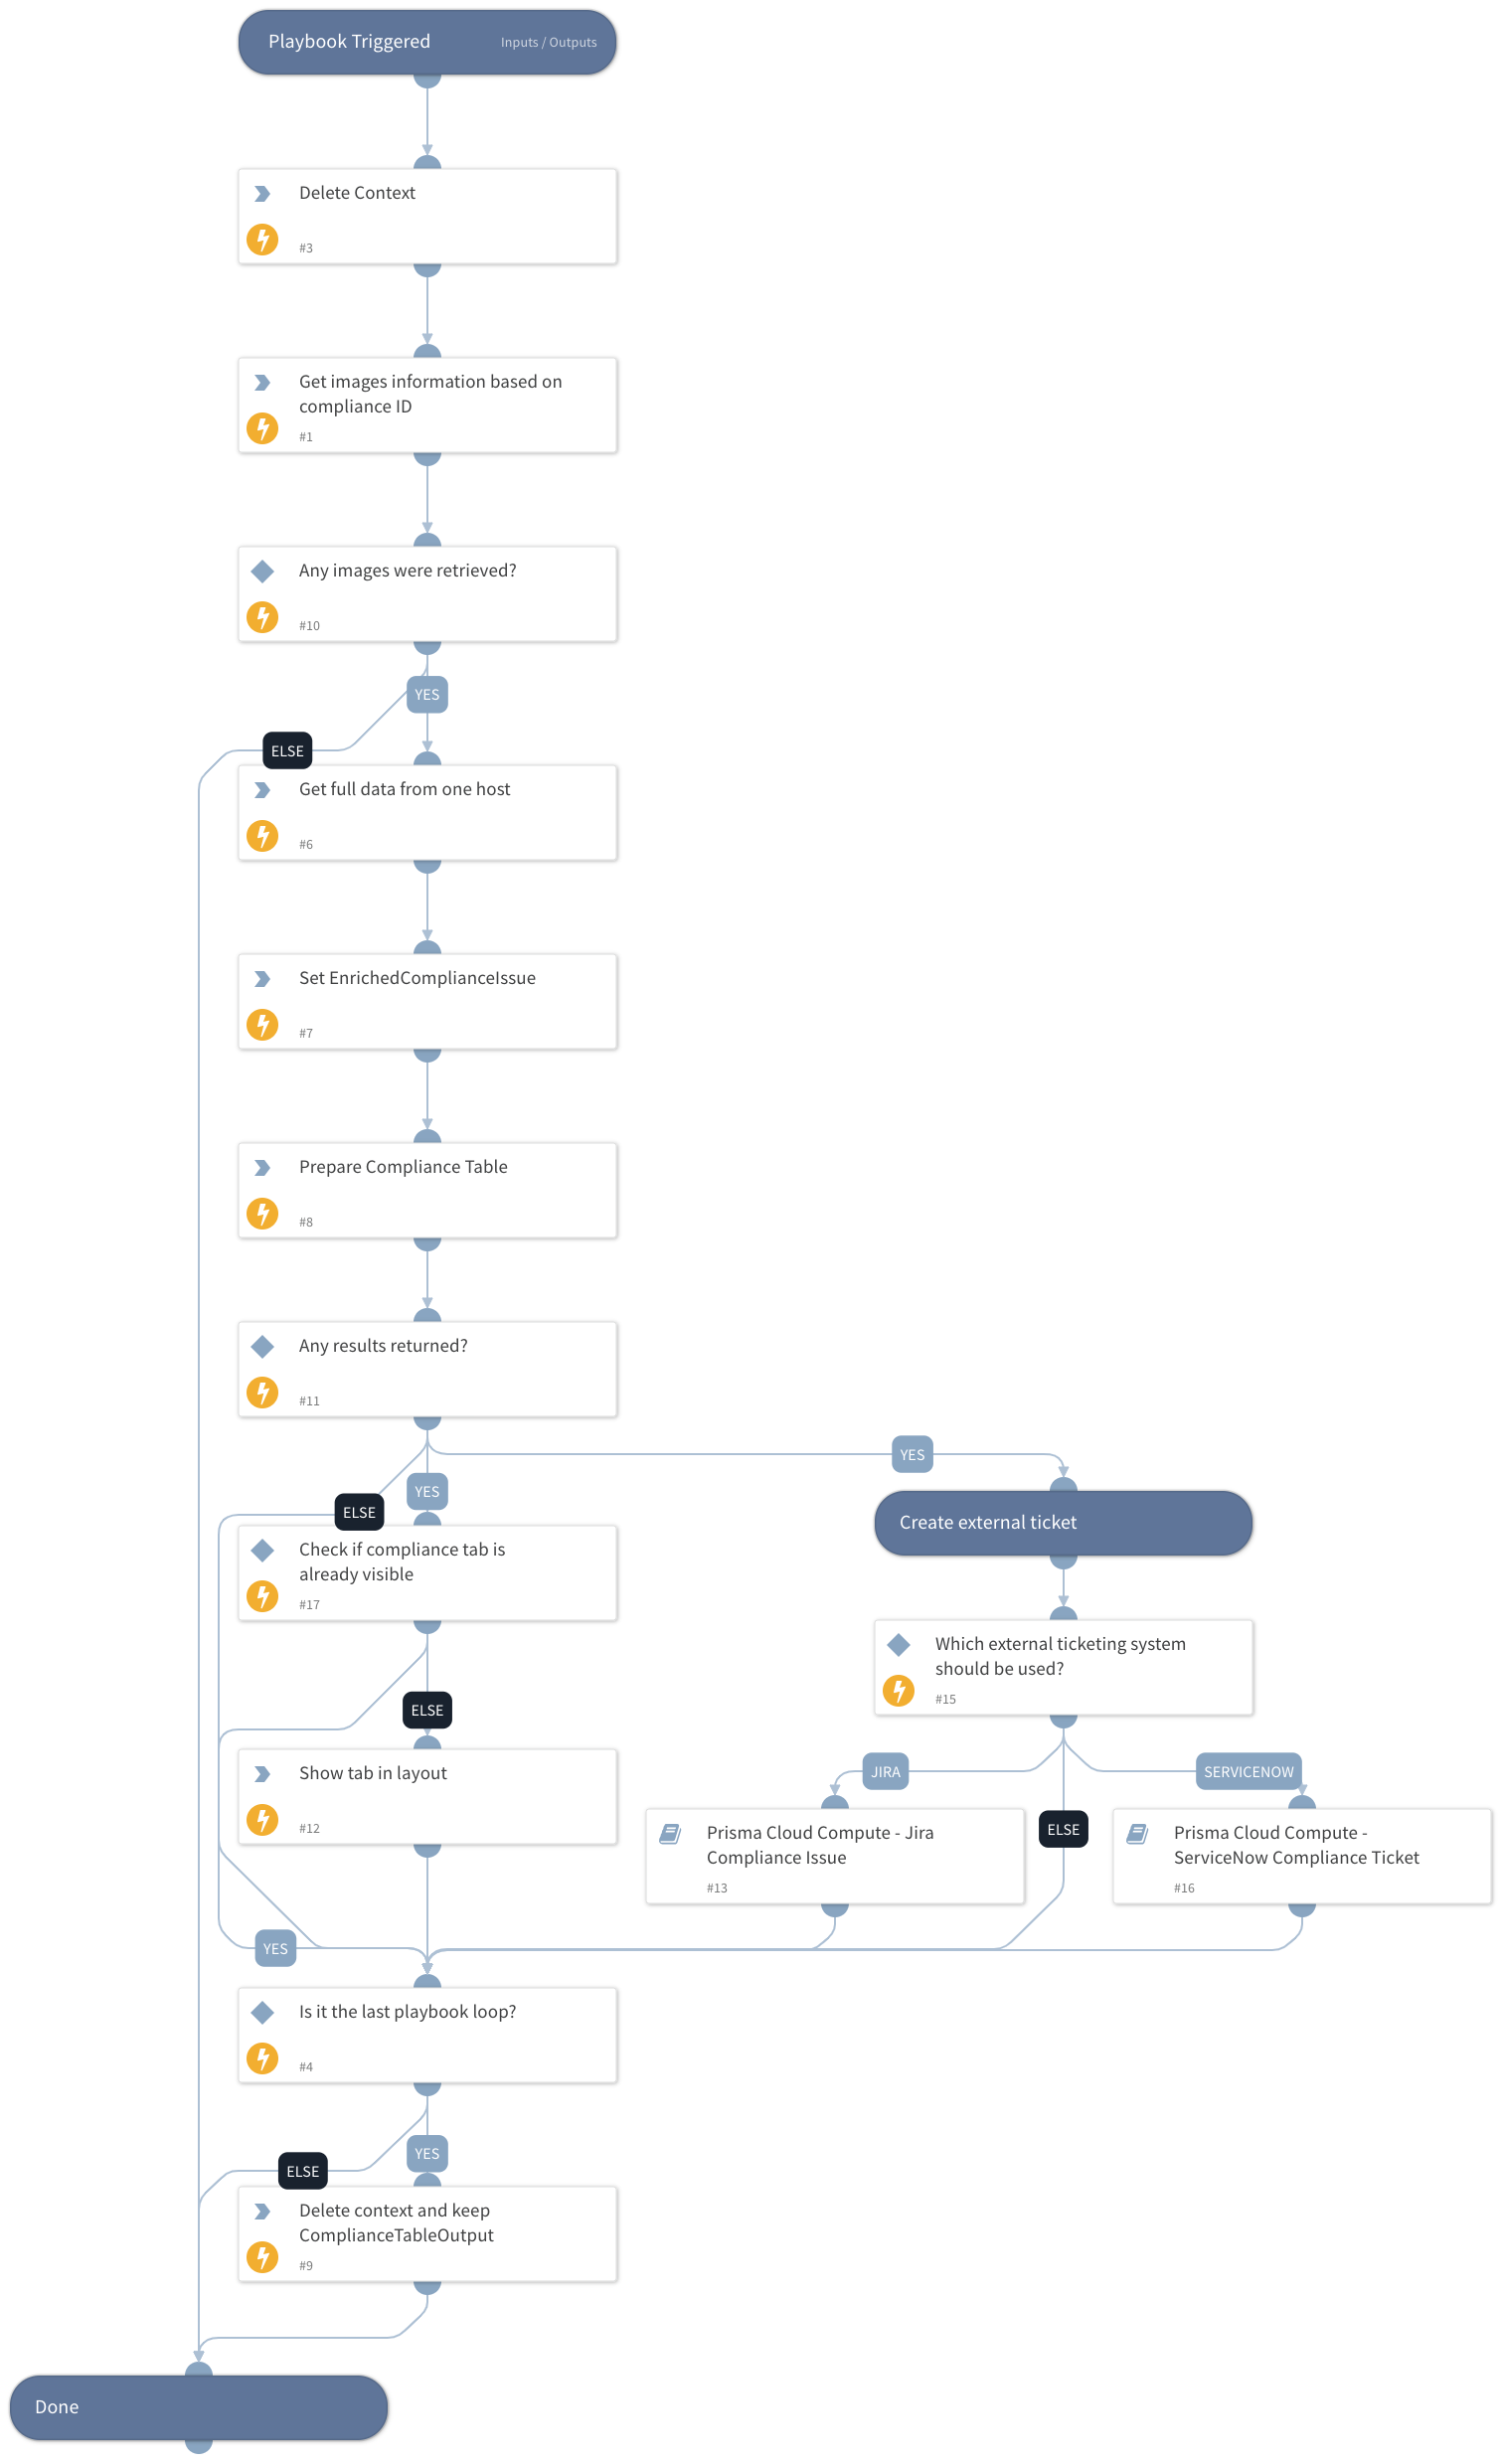 Playbook Triggered
Inputs / Outputs
Delete Context
#3
Get images information based on
compliance ID
#1
Any images were retrieved?
#10
YES
ELSE
Get full data from one host
#6
Set EnrichedComplianceIssue
#7
Prepare Compliance Table
#8
Any results returned?
#11
YES
YES
ELSE
Create external ticket
Check if compliance tab is
already visible
#17
Which external ticketing system
should be used?
#15
ELSE
Show tab in layout
#12
JIRA
SERVICENOW
ELSE
Prisma Cloud Compute - Jira
Compliance Issue
#13
Prisma Cloud Compute -
ServiceNow Compliance Ticket
#16
YES
Is it the last playbook loop?
#4
YES
ELSE
Delete context and keep
ComplianceTableOutput
#9
Done